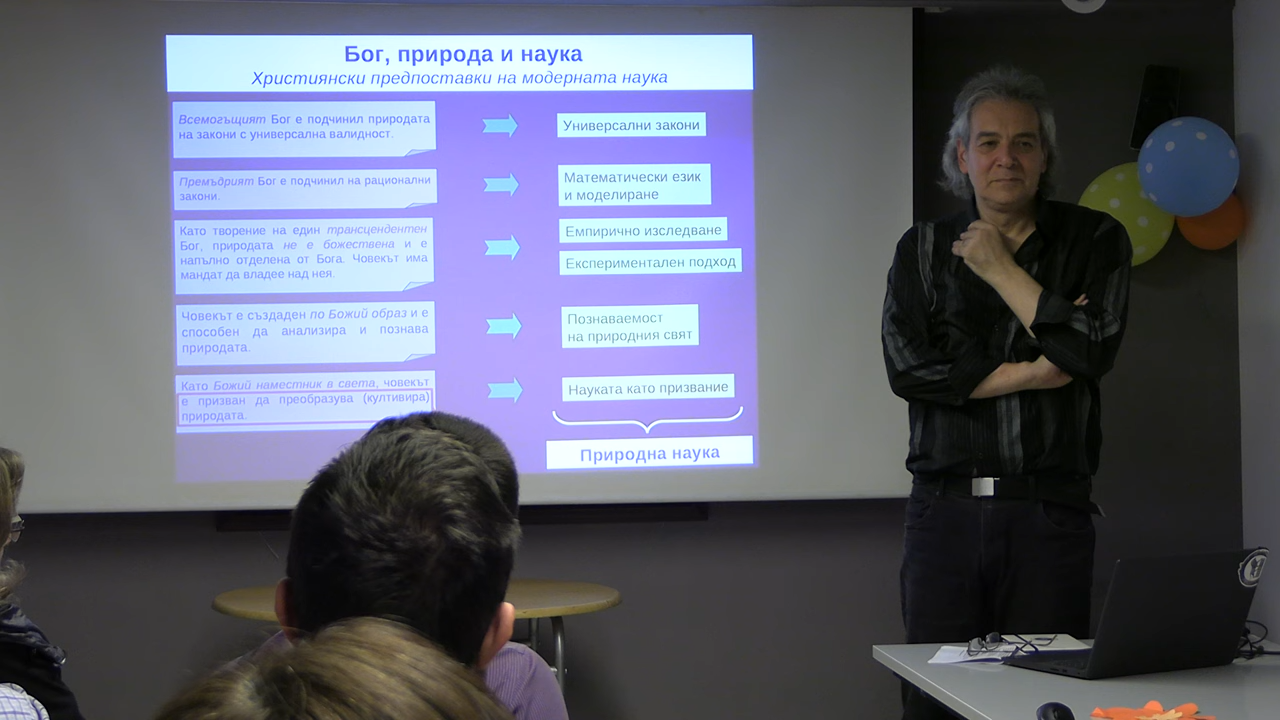 Бог, природа и наука
Християнски предпоставки на модерната наука
Всемогъщият Бог е подчинил природата
на закони с универсална валидност.
Универсални закони
Премъдрият Бог е подчинил на рационални
закони.
Математически език
и моделиране
Като творение на един трансцендентен
Бог, природата не е божествена и е
напълно отделена от Бога. Човекът има
мандат да владее над нея.
Емпирично изследване
Експериментален подход
Човекът е създаден по Божий образ и е
способен да анализира и познава
природата.
Познаваемост
на природния свят
Като Божий наместник в света, човекът
е призван да преобразува (култивира)
природата.
Науката като призвание
Природна наука